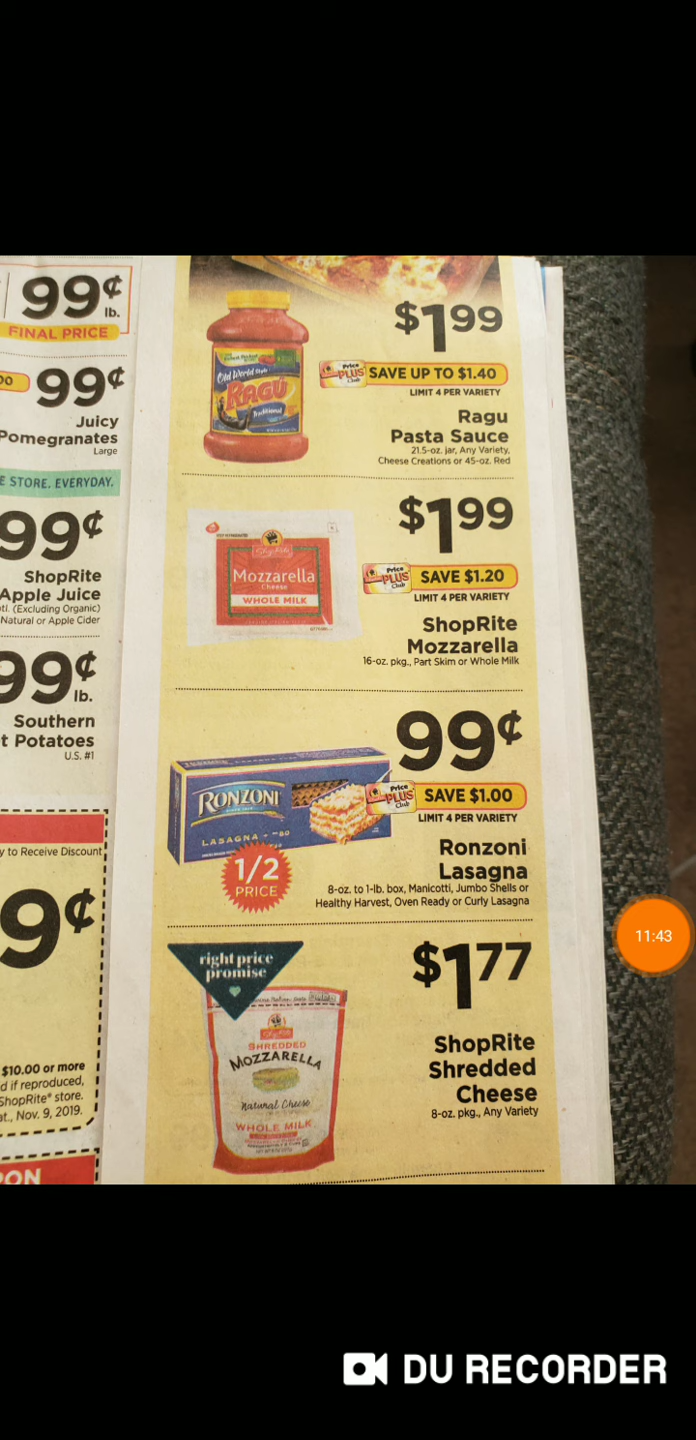 99¢
lb.
FINAL PRICE
99¢
Juicy
Pomegranates
Large
E STORE. EVERYDAY.
99¢
ShopRite
Apple Juice
tl. (Excluding Organic)
Natural or Apple Cider
99¢
lb.
Southern
t Potatoes
U.S. #1
y to Receive Discount
9¢
$10.00 or more
d if reproduced,
ShopRite® store.
at., Nov. 9, 2019.
PON
$1.99
Price
PLUS
Club
SAVE UP TO $1.40
LIMIT 4 PER VARIETY
Old World Style
RAGÚ
Traditional
Ragu
Pasta Sauce
21.5-oz. jar, Any Variety,
Cheese Creations or 45-oz. Red
$1.99
Price
PLUS
Club
SAVE $1.20
LIMIT 4 PER VARIETY
ShopRite
Mozzarella
Cheese
WHOLE MILK
ShopRite
Mozzarella
16-oz. pkg., Part Skim or Whole Milk
99¢
Price
PLUS
Club
SAVE $1.00
LIMIT 4 PER VARIETY
RONZONI
LASAGNA
1/2
PRICE
Ronzoni
Lasagna
8-oz. to 1-lb. box, Manicotti, Jumbo Shells or
Healthy Harvest, Oven Ready or Curly Lasagna
right price
promise
$1.77
ShopRite
SHREDDED
MOZZARELLA
Natural Cheese
WHOLE MILK
ShopRite
Shredded
Cheese
8-oz. pkg., Any Variety
11:43
DU RECORDER